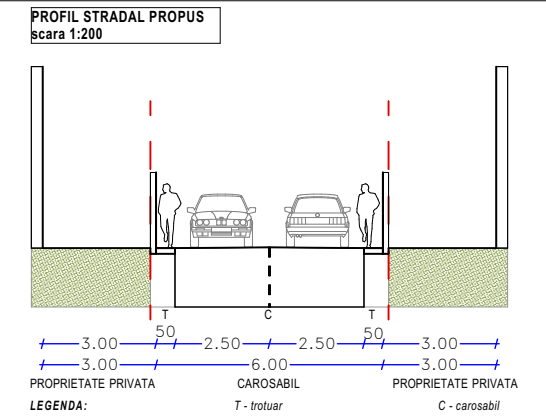 PROFIL STRADAL PROPUS
scara 1:200
T C T
3.00 50 2.50 2.50 50 3.00
3.00 6.00 3.00
PROPRIETATE PRIVATA CAROSABIL PROPRIETATE PRIVATA
LEGENDA: T - trotuar C - carosabil